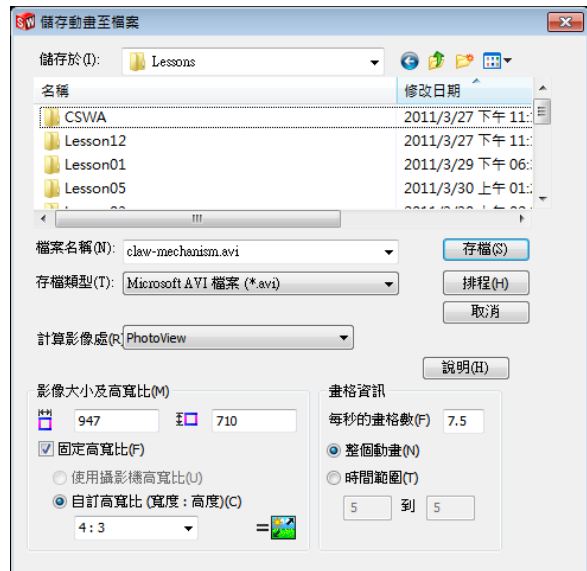 儲存動畫至檔案
儲存於(I): Lessons
名稱 修改日期
CSWA 2011/3/27 下午 11:
Lesson12 2011/3/27 下午 11:
Lesson01 2011/3/29 下午 06:
Lesson05 2011/3/30 上午 01:
檔案名稱(N): claw-mechanism.avi 存檔(S)
存檔類型(T): Microsoft AVI 檔案 (*.avi) 排程(H)
取消
計算影像處(R PhotoView
說明(H)
影像大小及高寬比(M) 畫格資訊
947 710 每秒的畫格數(F) 7.5
固定高寬比(F) 整個動畫(N)
使用攝影機高寬比(U) 時間範圍(T)
自訂高寬比 (寬度 : 高度)(C) 5 到 5
4 : 3 =